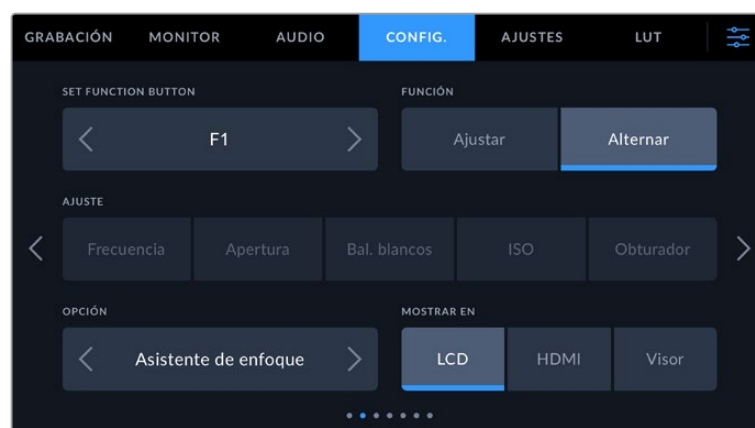 GRABACIÓN MONITOR AUDIO CONFIG. AJUSTES LUT
SET FUNCTION BUTTON FUNCIÓN
F1 Ajustar Alternar
AJUSTE
Frecuencia Apertura Bal. blancos ISO Obturador
OPCIÓN MOSTRAR EN
Asistente de enfoque LCD HDMI Visor